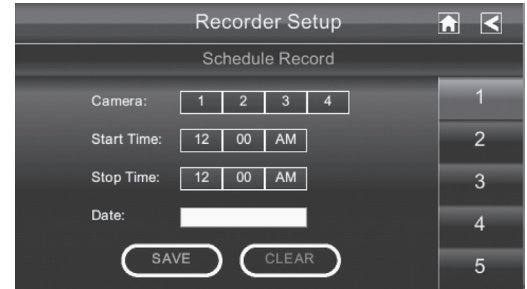 Recorder Setup
Schedule Record
Camera: 1 2 3 4
Start Time: 12 00 AM
Stop Time: 12 00 AM
Date:
SAVE CLEAR
1
2
3
4
5